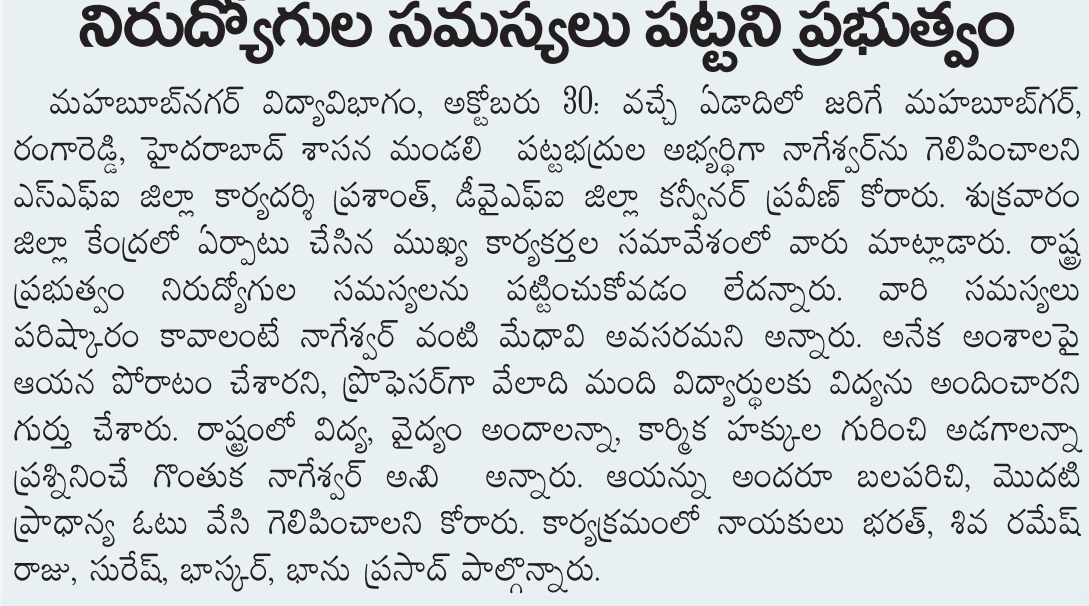 నిరుద్యోగుల సమస్యలు పట్టని ప్రభుత్వం
మహబూబ్‌నగర్ విద్యావిభాగం, అక్టోబరు 30: వచ్చే ఏడాదిలో జరిగే మహబూబ్‌గర్,
రంగారెడ్డి, హైదరాబాద్ శాసన మండలి పట్టభద్రుల అభ్యర్థిగా నాగేశ్వర్‌ను గెలిపించాలని
ఎస్ఎఫ్ఐ జిల్లా కార్యదర్శి ప్రశాంత్, డీవైఎఫ్ఐ జిల్లా కన్వీనర్ ప్రవీణ్ కోరారు. శుక్రవారం
జిల్లా కేంద్రలో ఏర్పాటు చేసిన ముఖ్య కార్యకర్తల సమావేశంలో వారు మాట్లాడారు. రాష్ట్ర
ప్రభుత్వం నిరుద్యోగుల సమస్యలను పట్టించుకోవడం లేదన్నారు. వారి సమస్యలు
పరిష్కారం కావాలంటే నాగేశ్వర్ వంటి మేధావి అవసరమని అన్నారు. అనేక అంశాలపై
ఆయన పోరాటం చేశారని, ప్రొఫెసర్‌గా వేలాది మంది విద్యార్థులకు విద్యను అందించారని
గుర్తు చేశారు. రాష్ట్రంలో విద్య, వైద్యం అందాలన్నా, కార్మిక హక్కుల గురించి అడగాలన్నా
ప్రశ్నినించే గొంతుక నాగేశ్వర్ అని అన్నారు. ఆయన్ను అందరూ బలపరిచి, మొదటి
ప్రాధాన్య ఓటు వేసి గెలిపించాలని కోరారు. కార్యక్రమంలో నాయకులు భరత్, శివ రమేష్
రాజు, సురేష్, భాస్కర్, భాను ప్రసాద్ పాల్గొన్నారు.